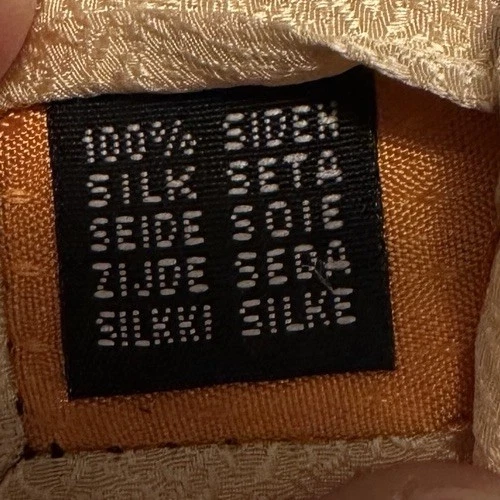 100%
SILK
SEIDE
ZIJDE
SILKKI
SIDEN
SETA
SOIE
SEDA
SILKE